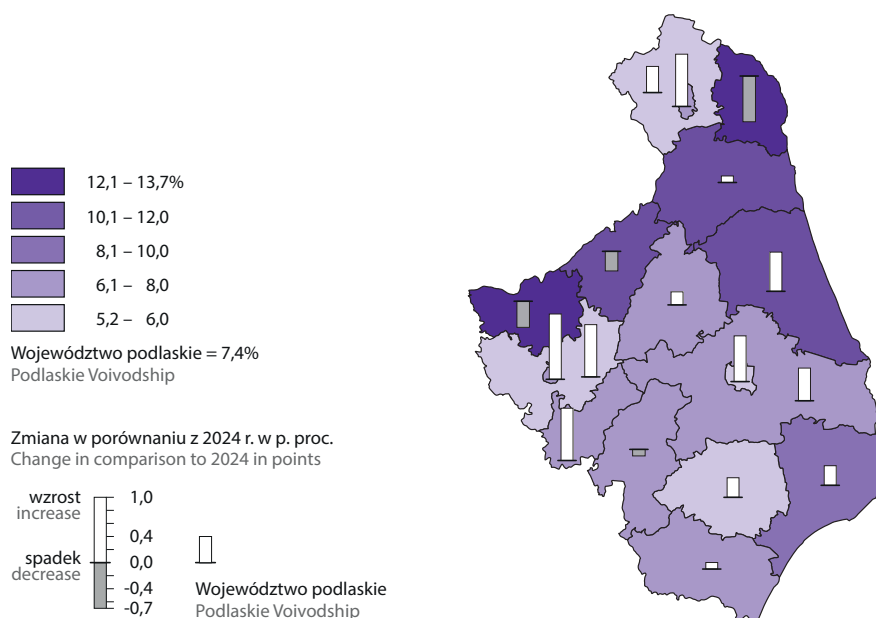 12,1 – 13,7%
10,1 – 12,0
8,1 – 10,0
6,1 – 8,0
5,2 – 6,0
Województwo podlaskie = 7,4%
Podlaskie Voivodship
Zmiana w porównaniu z 2024 r. w p. proc.
Change in comparison to 2024 in points
wzrost
increase
1,0
0,4
spadek
decrease
0,0
-0,4
-0,7
Województwo podlaskie
Podlaskie Voivodship